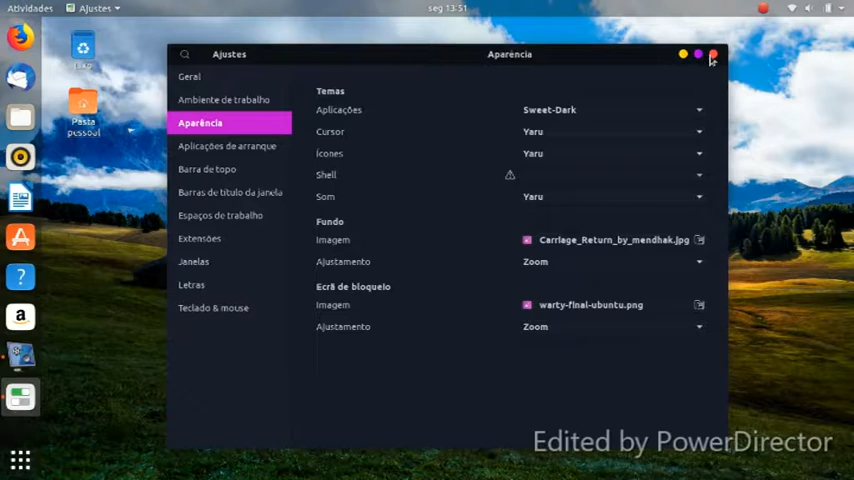 Atividades
Ajustes
seg 13:51
Ajustes
Aparência
Lixo
Pasta
pessoal
Geral
Ambiente de trabalho
Aparência
Aplicações de arranque
Barra de topo
Barras de título da janela
Espaços de trabalho
Extensões
Janelas
Letras
Teclado & mouse
Temas
Aplicações Sweet-Dark
Cursor Yaru
Ícones Yaru
Shell
Som Yaru
Fundo
Imagem Carriage_Return_by_mendhak.jpg
Ajustamento Zoom
Ecrã de bloqueio
Imagem warty-final-ubuntu.png
Ajustamento Zoom
Edited by PowerDirector